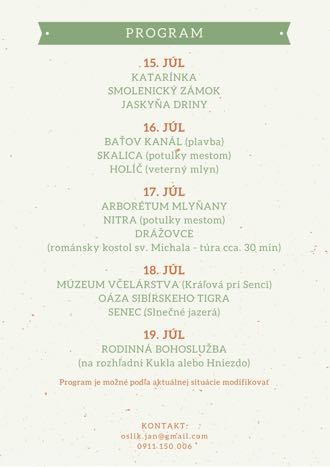 PROGRAM
15. JÚL
KATARÍNKA
SMOLENICKÝ ZÁMOK
JASKYŇA DRINY
16. JÚL
BAŤOV KANÁL (plavba)
SKALICA (potulky mestom)
HOLÍČ (veterný mlyn)
17. JÚL
ARBORÉTUM MLYŇANY
NITRA (potulky mestom)
DRÁŽOVCE
(románsky kostol sv. Michala - túra cca. 30 min)
18. JÚL
MÚZEUM VČELÁRSTVA (Kráľová pri Senci)
OÁZA SIBÍRSKEHO TIGRA
SENEC (Slnečné jazerá)
19. JÚL
RODINNÁ BOHOSLUŽBA
(na rozhľadni Kukla alebo Hniezdo)
Program je možné podľa aktuálnej situácie modifikovať
KONTAKT:
oslik.jan@gmail.com
0911 150 006